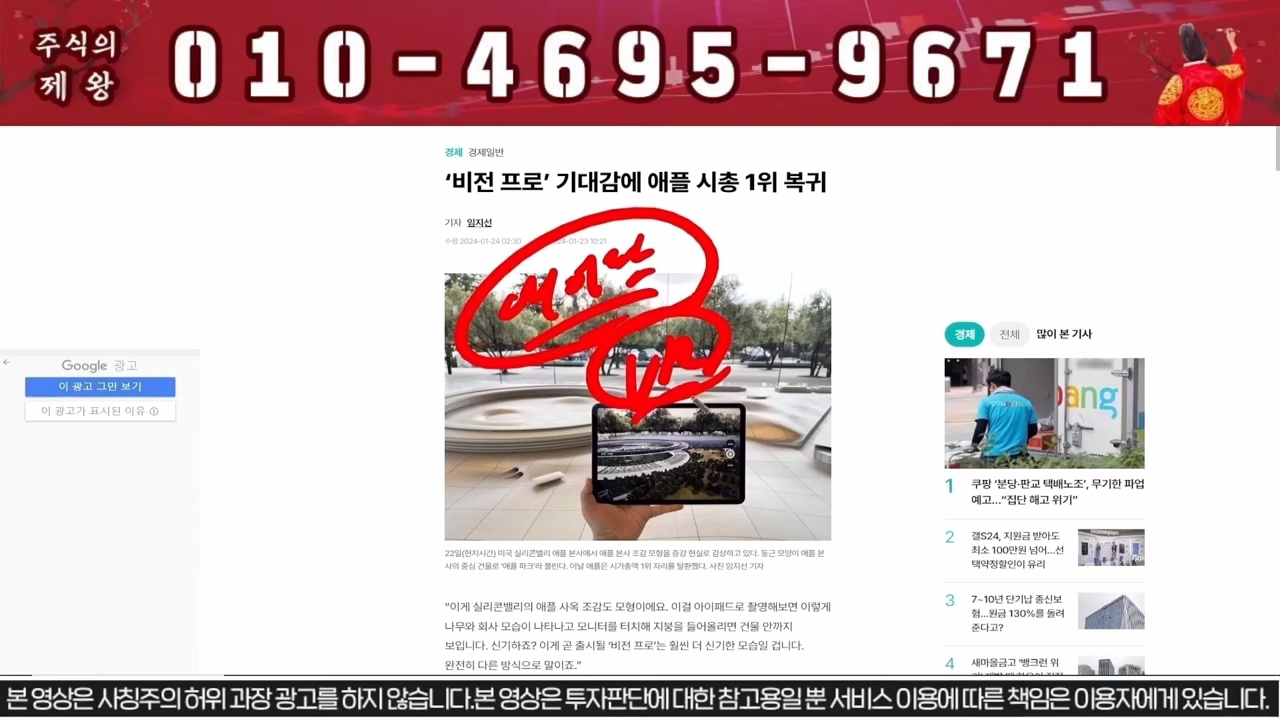 주식의
제왕
010-4695-9671
경제 경제일반
‘비전 프로’ 기대감에 애플 시총 1위 복귀
기자 임지선
수정 2024-01-24 02:30
24-01-23 10:21
22일(현지시간) 미국 실리콘밸리 애플 본사에서 애플 본사 조감 모형을 증강 현실로 감상하고 있다. 둥근 모양이 애플 본
사의 중심 건물로 ‘애플 파크’라 불린다. 이날 애플은 시가총액 1위 자리를 탈환했다. 사진 임지선 기자
“이게 실리콘밸리의 애플 사옥 조감도 모형이에요. 이걸 아이패드로 촬영해보면 이렇게
나무와 회사 모습이 나타나고 모니터를 터치해 지붕을 들어올리면 건물 안까지
보입니다. 신기하죠? 이게 곧 출시될 ‘비전 프로’는 훨씬 더 신기한 모습일 겁니다.
완전히 다른 방식으로 말이죠.”
Google 광고
이 광고 그만 보기
이 광고가 표시된 이유
경제 전체 많이 본 기사
1 쿠팡 ‘분당·판교 택배노조’, 무기한 파업
예고…“집단 해고 위기”
2 갤S24, 지원금 받아도
최소 100만원 넘어…선
택약정할인이 유리
3 7~10년 단기납 종신보
험…원금 130%를 돌려
준다고?
4 새마을금고 ‘뱅크런 위
본 영상은 사칭주의 허위 과장 광고를 하지 않습니다.본 영상은 투자판단에 대한 참고용일 뿐 서비스 이용에 따른 책임은 이용자에게 있습니다.